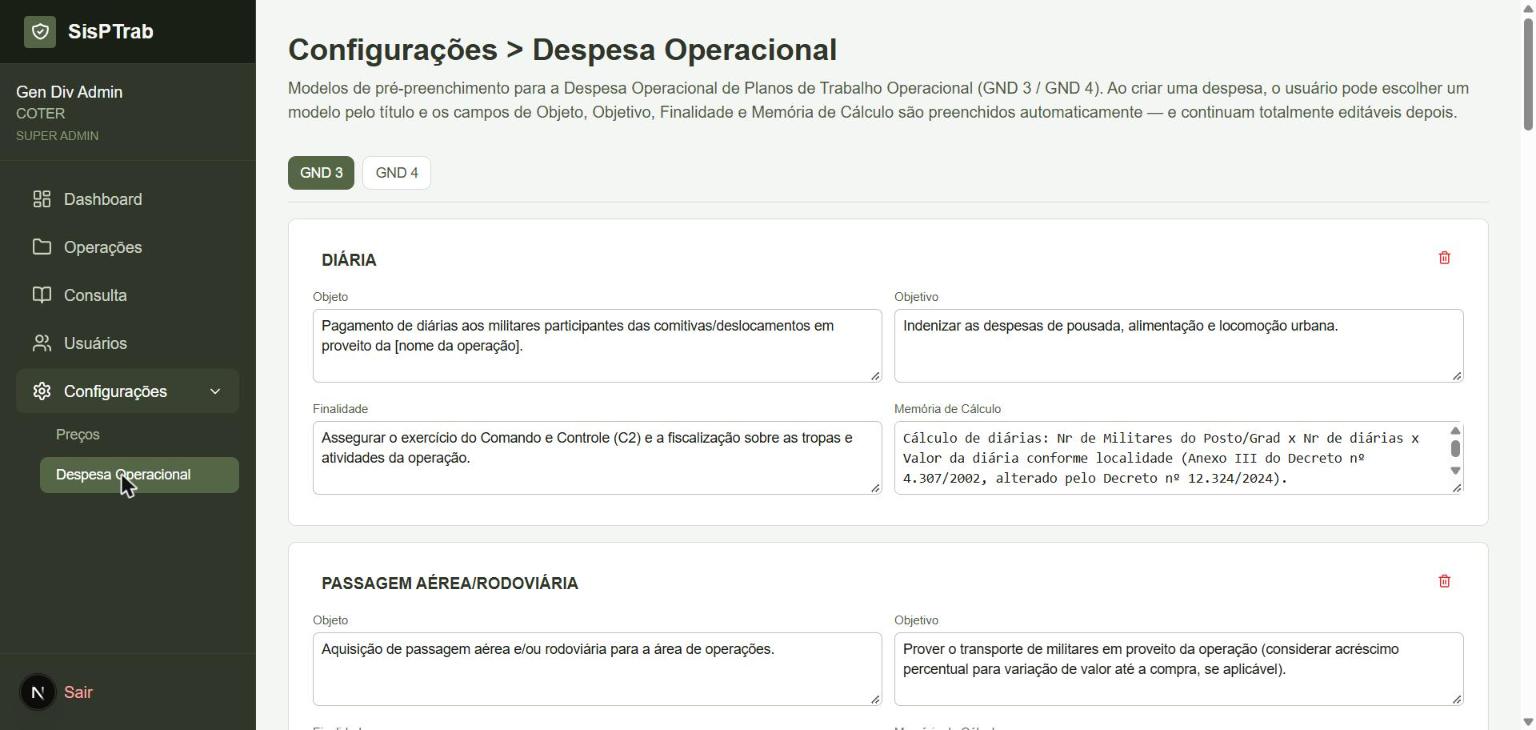 SisPTrab
Gen Div Admin
COTER
SUPER ADMIN
Dashboard
Operações
Consulta
Usuários
Configurações
Preços
Despesa Operacional
N
Sair
Configurações > Despesa Operacional
Modelos de pré-preenchimento para a Despesa Operacional de Planos de Trabalho Operacional (GND 3 / GND 4). Ao criar uma despesa, o usuário pode escolher um
modelo pelo título e os campos de Objeto, Objetivo, Finalidade e Memória de Cálculo são preenchidos automaticamente — e continuam totalmente editáveis depois.
GND 3
GND 4
DIÁRIA
Objeto
Pagamento de diárias aos militares participantes das comitivas/deslocamentos em
proveito da [nome da operação].
Objetivo
Indenizar as despesas de pousada, alimentação e locomoção urbana.
Finalidade
Assegurar o exercício do Comando e Controle (C2) e a fiscalização sobre as tropas e
atividades da operação.
Memória de Cálculo
Cálculo de diárias: Nr de Militares do Posto/Grad x Nr de diárias x
Valor da diária conforme localidade (Anexo III do Decreto nº
4.307/2002, alterado pelo Decreto nº 12.324/2024).
PASSAGEM AÉREA/RODOVIÁRIA
Objeto
Aquisição de passagem aérea e/ou rodoviária para a área de operações.
Objetivo
Prover o transporte de militares em proveito da operação (considerar acréscimo
percentual para variação de valor até a compra, se aplicável).